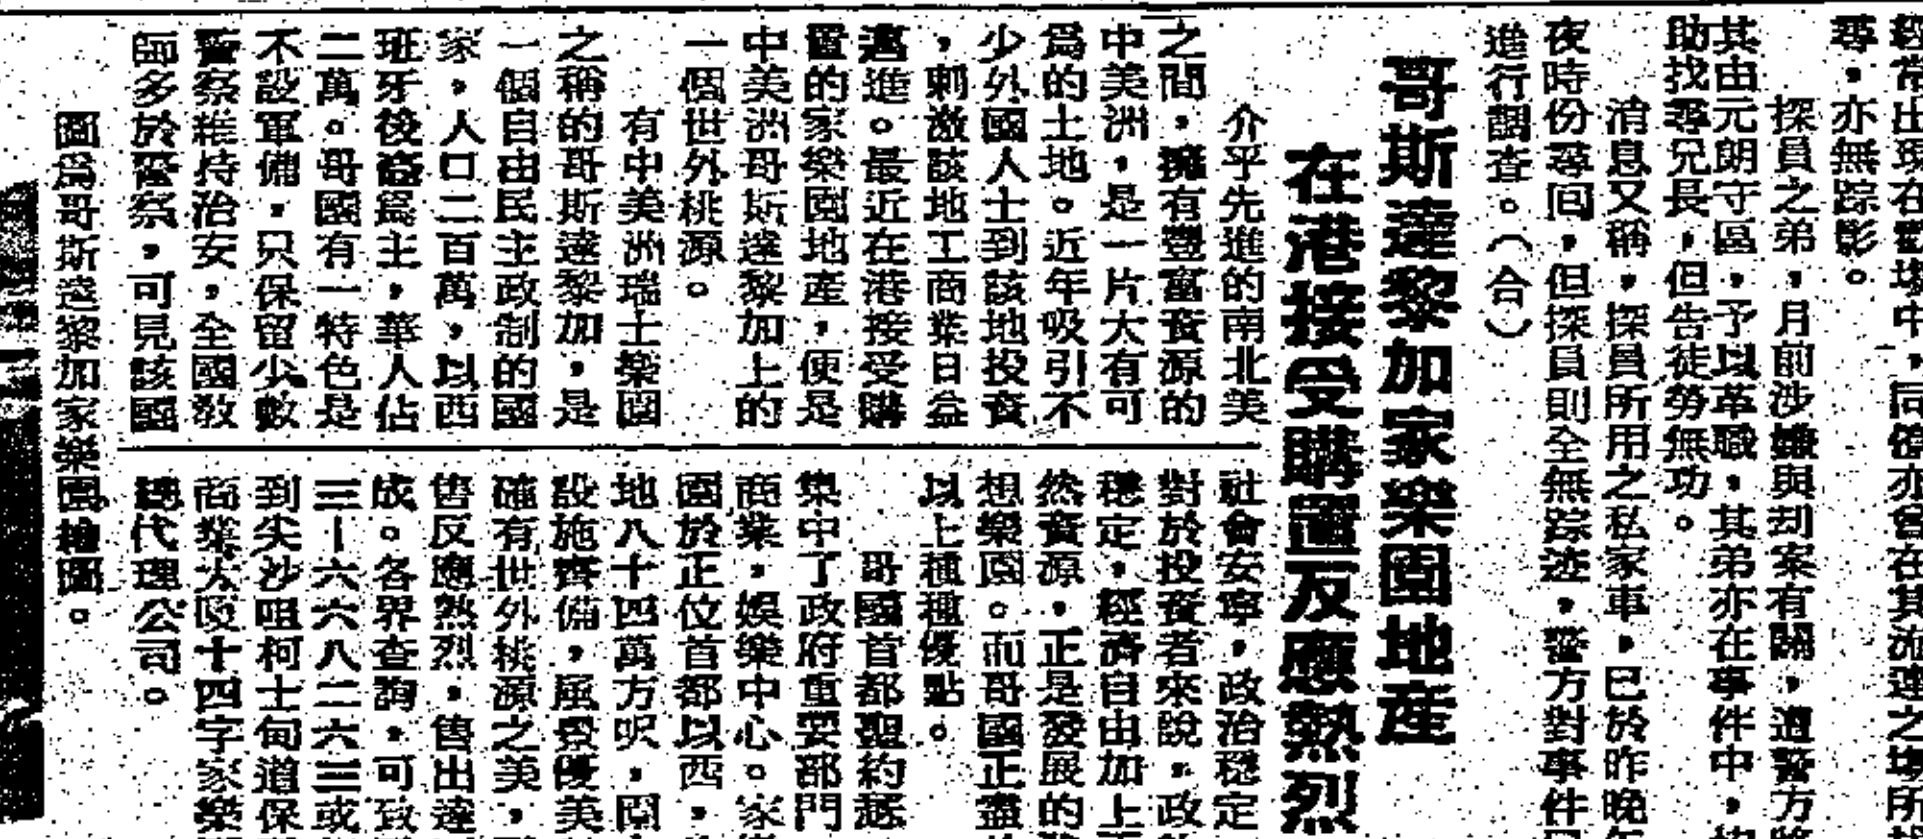 尋，亦無踪影。
探員之弟，月前涉嫌與刧案有關，遭警方
其由元朗守區，予以革職。其弟亦在事件中，
助找尋兄長，但告徒勞無功。
消息又稱，探員所用之私家車，已於昨晚
夜時份尋回，但探員則全無踪迹，警方對事件
進行調查。（合）
哥斯達黎加家樂園地産
在港接受購置反應熱烈
介乎先進的南北美
之間，擁有豐富資源的
中美洲，是一片大有可
爲的土地。近年吸引不
少外國人士到該地投資
，刺激該地工商業日益
邁進。最近在港接受購
置的家樂園地産，便是
中美洲哥斯達黎加上的
一個世外桃源。
有中美洲瑞士樂園
之稱的哥斯達黎加，是
一個自由民主政制的國
家，人口二百萬，以西
班牙後裔爲主，華人佔
二萬。哥國有一特色是
不設軍備，只保留少數
警察維持治安，全國敎
師多於警察，可見該國
社會安寧，政治穩定
對於投資者來說，政
穩定，經濟自由加上
然資源，正是發展的
想樂園。而哥國正盡
以上種種優點。
哥國首都聖約瑟
集中了政府重要部門
商業，娛樂中心。家
園於正位首都以西，
地八十四萬方呎，園
設施齊備，風景優美
確有世外桃源之美，
售反應熱烈，售出達
成。各界查詢，可致
三－六六八二六三或
到尖沙咀柯士甸道保
商業大厦十四字家樂
代理公司。
圖爲哥斯達黎加家樂園繪圖。